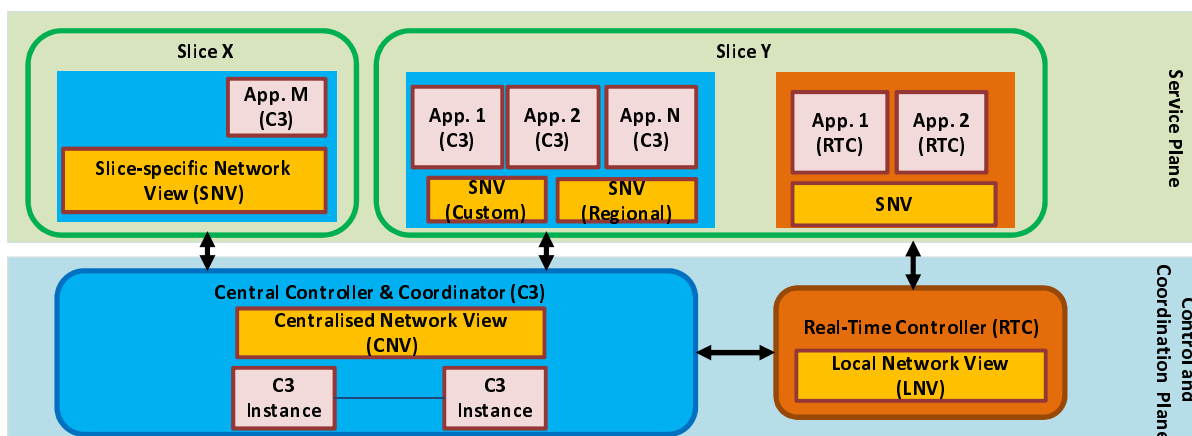 Slice X
App. M
(C3)
Slice-specific Network
View (SNV)
Slice Y
App. 1
(C3)
App. 2
(C3)
App. N
(C3)
SNV
(Custom)
SNV
(Regional)
App. 1
(RTC)
App. 2
(RTC)
SNV
Service Plane
Central Controller & Coordinator (C3)
Centralised Network View
(CNV)
C3
Instance
C3
Instance
Real-Time Controller (RTC)
Local Network View
(LNV)
Control and
Coordination Plane